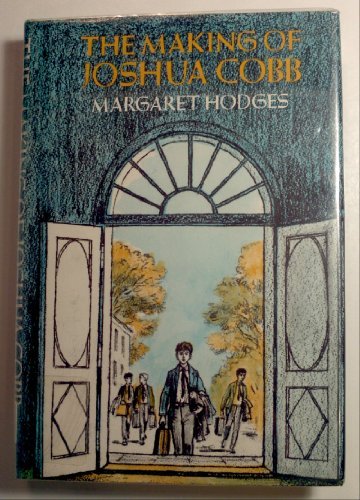 THE MAKING OF
JOSHUA COBB
MARGARET HODGES